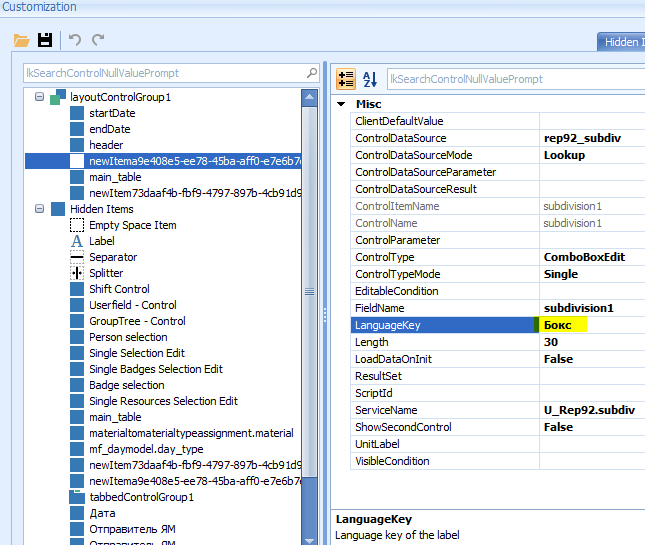 Customization
Hidden I
lkSearchControlNullValuePrompt
layoutControlGroup1
startDate
endDate
header
newItema9e408e5-ee78-45ba-aff0-e7e6b7
main_table
newItem73daaf4b-fbf9-4797-897b-4cb91d9
Hidden Items
Empty Space Item
A Label
Separator
Splitter
Shift Control
Userfield - Control
GroupTree - Control
Person selection
Single Selection Edit
Single Badges Selection Edit
Badge selection
Single Resources Selection Edit
main_table
materialtomaterialtypeassignment.material
mf_daymodel.day_type
newItem73daaf4b-fbf9-4797-897b-4cb91d9
newItema9e408e5-ee78-45ba-aff0-e7e6b7
tabbedControlGroup1
Дата
Отправитель ЯМ
Отправитель ЯМ
lkSearchControlNullValuePrompt
Misc
ClientDefaultValue
ControlDataSource rep92_subdiv
ControlDataSourceMode Lookup
ControlDataSourceParameter
ControlDataSourceResult
ControlItemName subdivision1
ControlName subdivision1
ControlParameter
ControlType ComboBoxEdit
ControlTypeMode Single
EditableCondition
FieldName subdivision1
LanguageKey Бокс
Length 30
LoadDataOnInit False
ResultSet
ScriptId
ServiceName U_Rep92.subdiv
ShowSecondControl False
UnitLabel
VisibleCondition
LanguageKey
Language key of the label